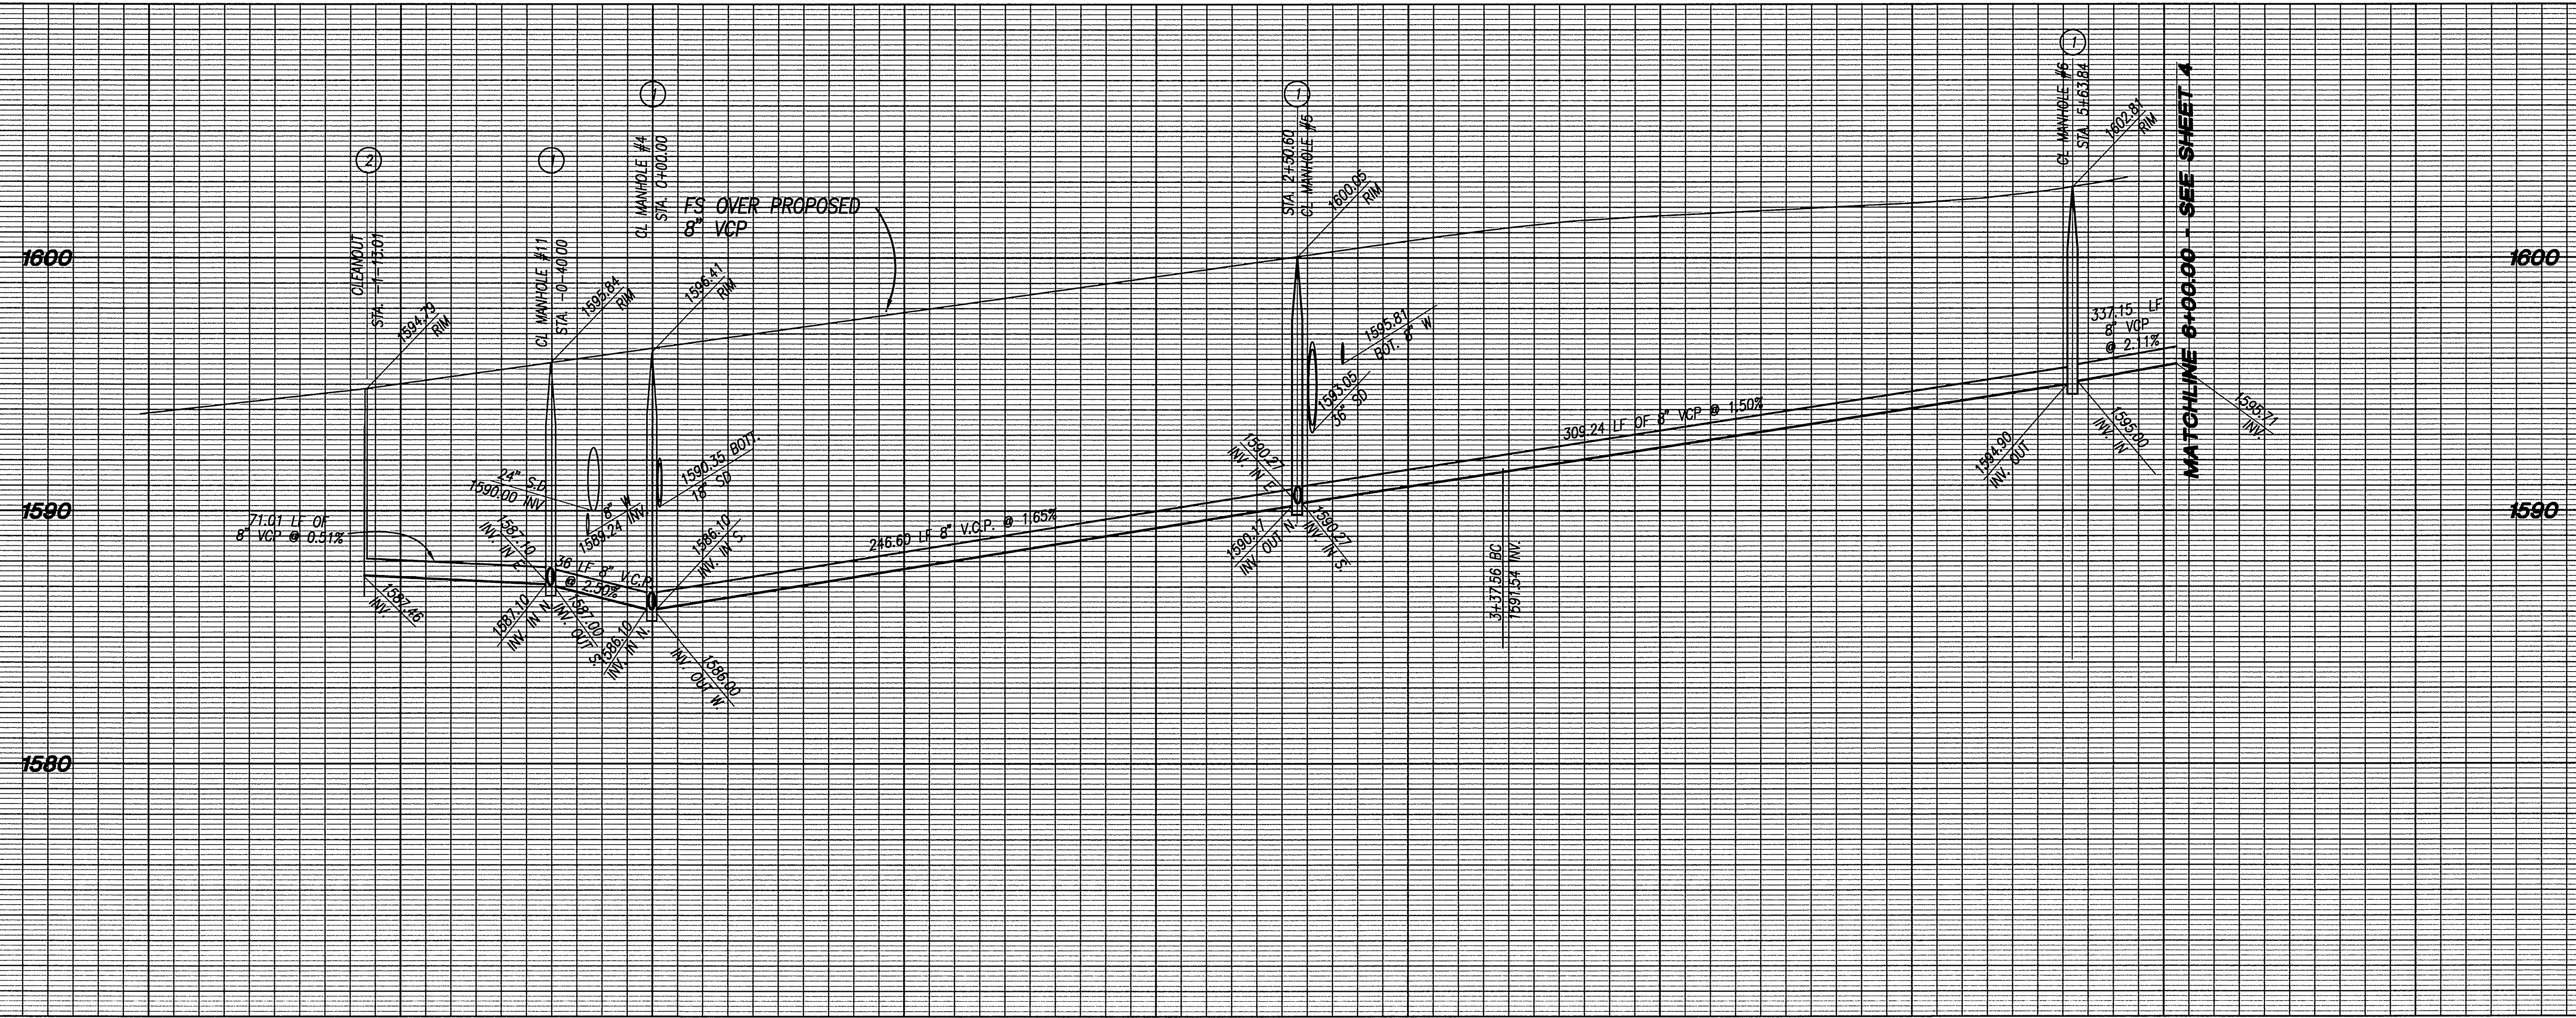 1
CL MANHOLE #6
STA. 5+63.84
1602.81
RIM
MATCHLINE 6+00.00 - SEE SHEET 4
1
1
STA. 2+50.60
CL MANHOLE #5
1600.05
RIM
CL MANHOLE #4
STA. 0+00.00
2
1
FS OVER PROPOSED
8" VCP
CLEANOUT
STA. -1-13.01
CL MANHOLE #11
STA. -0-40.00
1600
1600
1594.79
RIM
1595.84
RIM
1596.41
RIM
1595.81
BOT. 8" W
1593.05
36" SD
337.15 LF
8" VCP
@ 2.11%
309.24 LF OF 8" VCP @ 1.50%
1595.71
INV.
1595.00
INV. IN
1594.90
INV. OUT
24" S.D.
1590.00 INV
1590.35 BOTT.
18" SD
8" W
1589.24 INV.
1590.27
INV. IN E
1590
1590
71.01 LF OF
8" VCP @ 0.51%
1587.10
INV. IN E
36 LF 8" V.C.P.
@ 2.50%
1586.10
INV. IN S.
246.60 LF 8" V.C.P. @ 1.65%
1590.17
INV. OUT N.
1590.27
INV. IN S.
3+37.56 BC
1591.54 INV.
1587.46
INV.
1587.10
INV. IN N
1587.00
INV. OUT S.
1586.10
INV. IN N.
1586.00
INV. OUT W.
1580